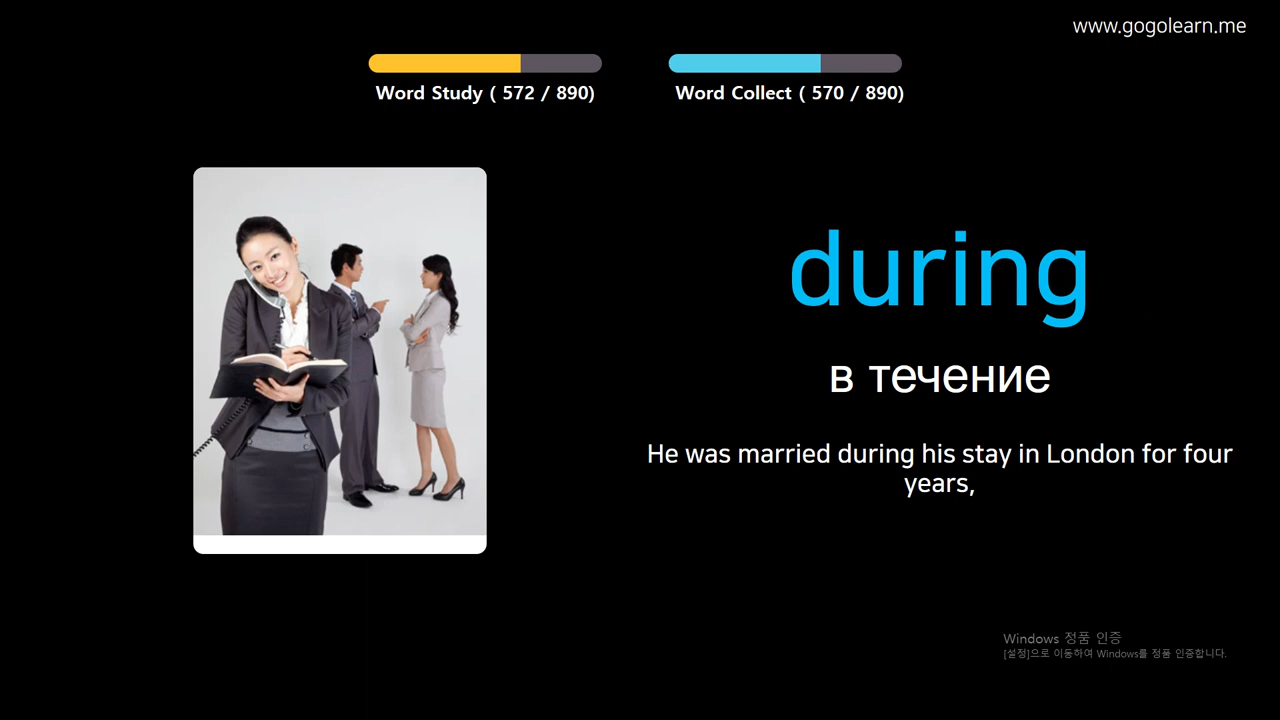 www.gogolearn.me
Word Study ( 572 / 890)
Word Collect ( 570 / 890)
during
в течение
He was married during his stay in London for four
years,
Windows 정품 인증
[설정]으로 이동하여 Windows를 정품 인증합니다.